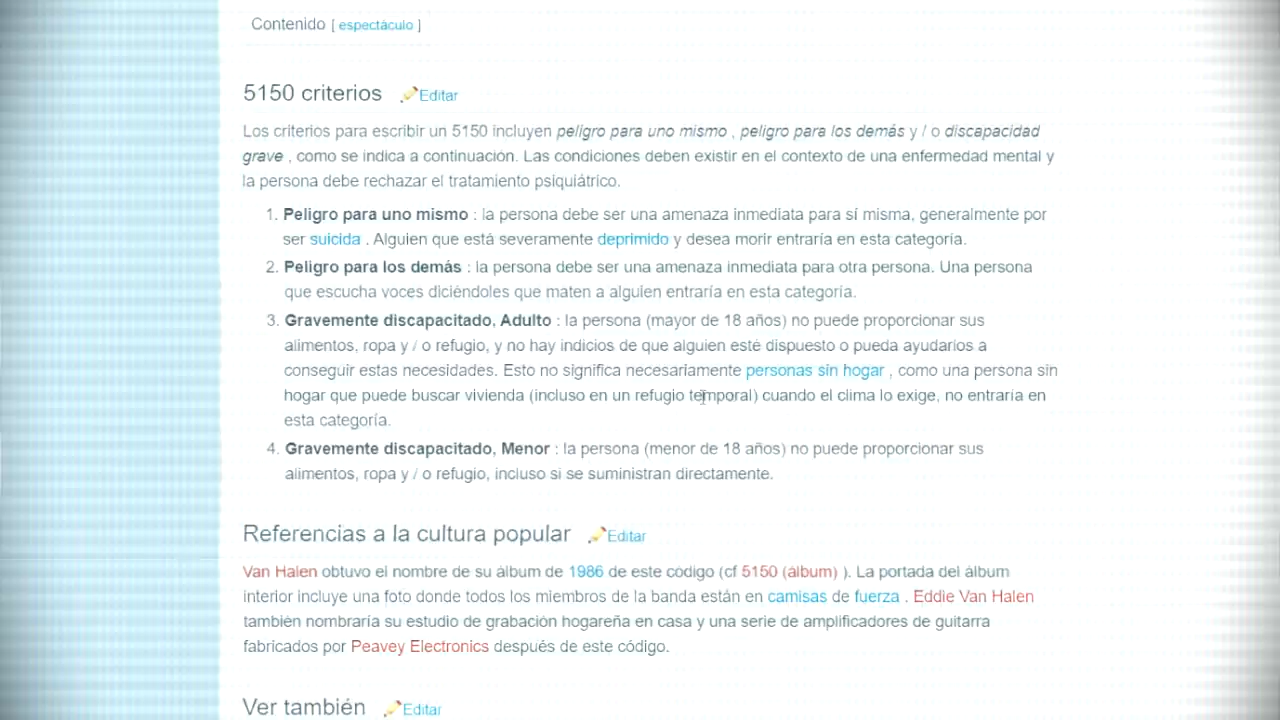 Contenido [ espectáculo ]
5150 criterios Editar
Los criterios para escribir un 5150 incluyen peligro para uno mismo , peligro para los demás y / o discapacidad
grave , como se indica a continuación. Las condiciones deben existir en el contexto de una enfermedad mental y
la persona debe rechazar el tratamiento psiquiátrico.
1. Peligro para uno mismo : la persona debe ser una amenaza inmediata para sí misma, generalmente por
ser suicida . Alguien que está severamente deprimido y desea morir entraría en esta categoría.
2. Peligro para los demás : la persona debe ser una amenaza inmediata para otra persona. Una persona
que escucha voces diciéndoles que maten a alguien entraría en esta categoría.
3. Gravemente discapacitado, Adulto : la persona (mayor de 18 años) no puede proporcionar sus
alimentos, ropa y / o refugio, y no hay indicios de que alguien esté dispuesto o pueda ayudarlos a
conseguir estas necesidades. Esto no significa necesariamente personas sin hogar , como una persona sin
hogar que puede buscar vivienda (incluso en un refugio temporal) cuando el clima lo exige, no entraría en
esta categoría.
4. Gravemente discapacitado, Menor : la persona (menor de 18 años) no puede proporcionar sus
alimentos, ropa y / o refugio, incluso si se suministran directamente.
Referencias a la cultura popular Editar
Van Halen obtuvo el nombre de su álbum de 1986 de este código (cf 5150 (álbum) ). La portada del álbum
interior incluye una foto donde todos los miembros de la banda están en camisas de fuerza . Eddie Van Halen
también nombraría su estudio de grabación hogareña en casa y una serie de amplificadores de guitarra
fabricados por Peavey Electronics después de este código.
Ver también Editar